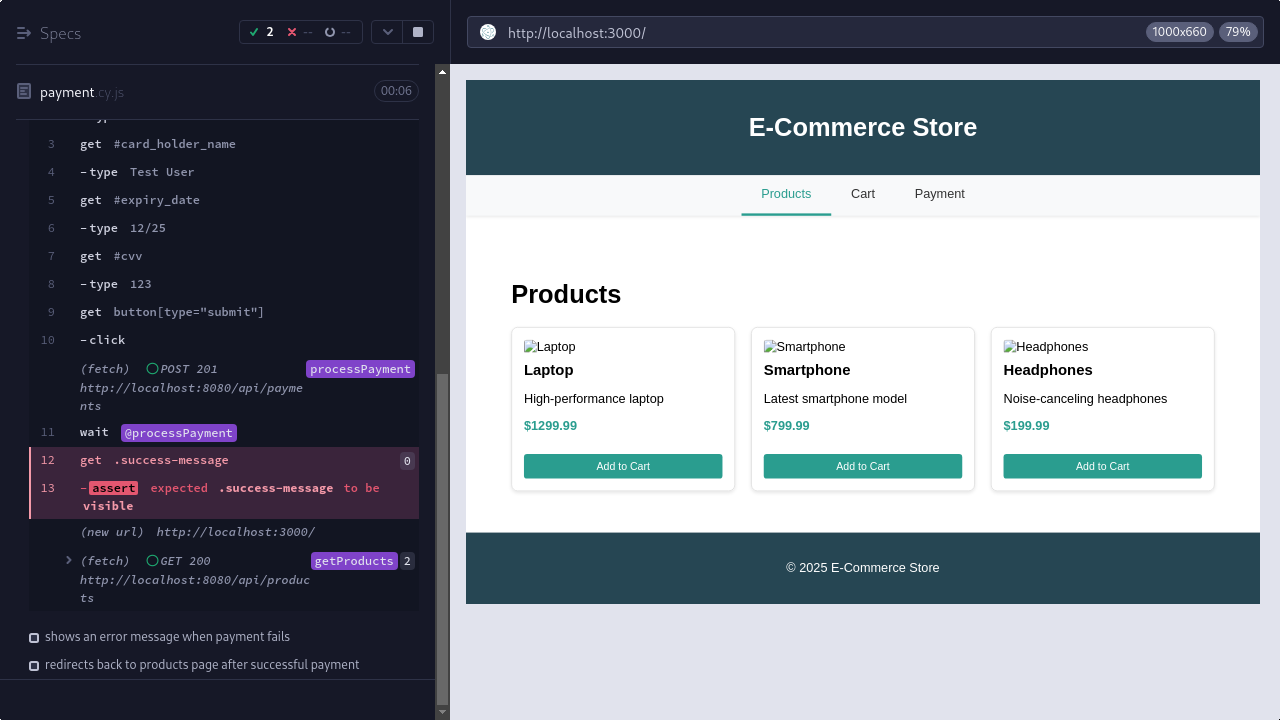 Specs
2
--
--
payment.cy.js
00:06
3 get #card_holder_name
4 -type Test User
5 get #expiry_date
6 -type 12/25
7 get #cvv
8 -type 123
9 get button[type="submit"]
10 -click
(fetch) POST 201 processPayment
http://localhost:8080/api/payme
nts
11 wait @processPayment
12 get .success-message 0
13 -assert expected .success-message to be
visible
(new url) http://localhost:3000/
(fetch) GET 200 getProducts 2
http://localhost:8080/api/produc
ts
shows an error message when payment fails
redirects back to products page after successful payment
http://localhost:3000/
1000x660
79%
E-Commerce Store
Products Cart Payment
Products
Laptop
Laptop
High-performance laptop
$1299.99
Add to Cart
Smartphone
Smartphone
Latest smartphone model
$799.99
Add to Cart
Headphones
Headphones
Noise-canceling headphones
$199.99
Add to Cart
© 2025 E-Commerce Store